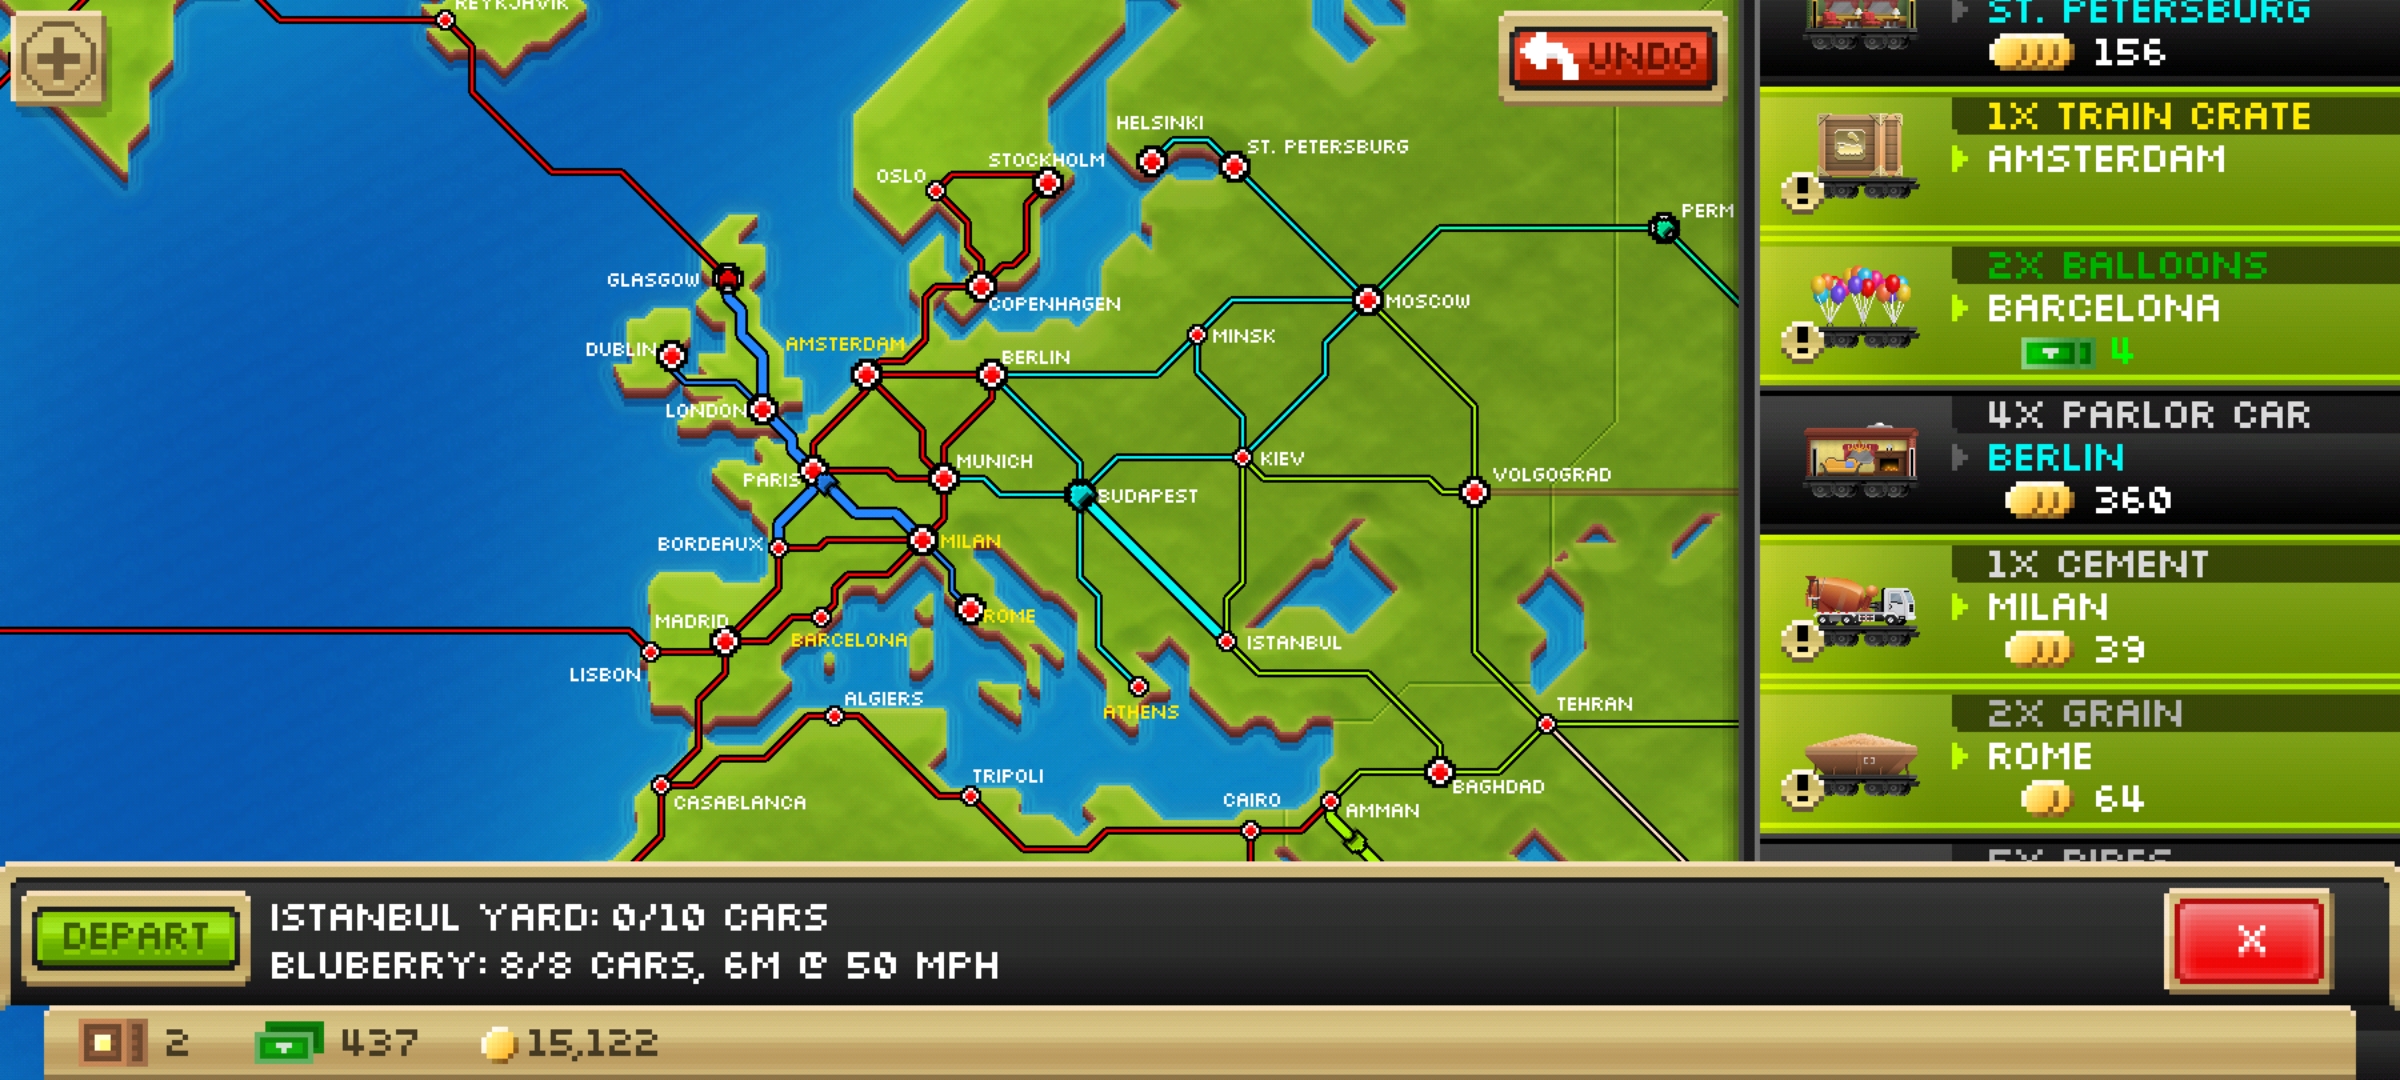 REYKJAVIK
UNDO
HELSINKI
ST. PETERSBURG
STOCKHOLM
OSLO
PERM
GLASGOW
COPENHAGEN
MOSCOW
MINSK
DUBLIN
AMSTERDAM
BERLIN
LONDON
MUNICH
KIEV
VOLGOGRAD
PARIS
BUDAPEST
BORDEAUX
MILAN
MADRID
ROME
BARCELONA
ISTANBUL
LISBON
ALGIERS
ATHENS
TEHRAN
TRIPOLI
CASABLANCA
CAIRO
BAGHDAD
AMMAN
ST. PETERSBURG
156
1X TRAIN CRATE
AMSTERDAM
2X BALLOONS
BARCELONA
4
4X PARLOR CAR
BERLIN
360
1X CEMENT
MILAN
39
2X GRAIN
ROME
64
5X PIPES
DEPART
ISTANBUL YARD: 0/10 CARS
BLUBERRY: 8/8 CARS, 6M @ 50 MPH
X
2
437
15,122